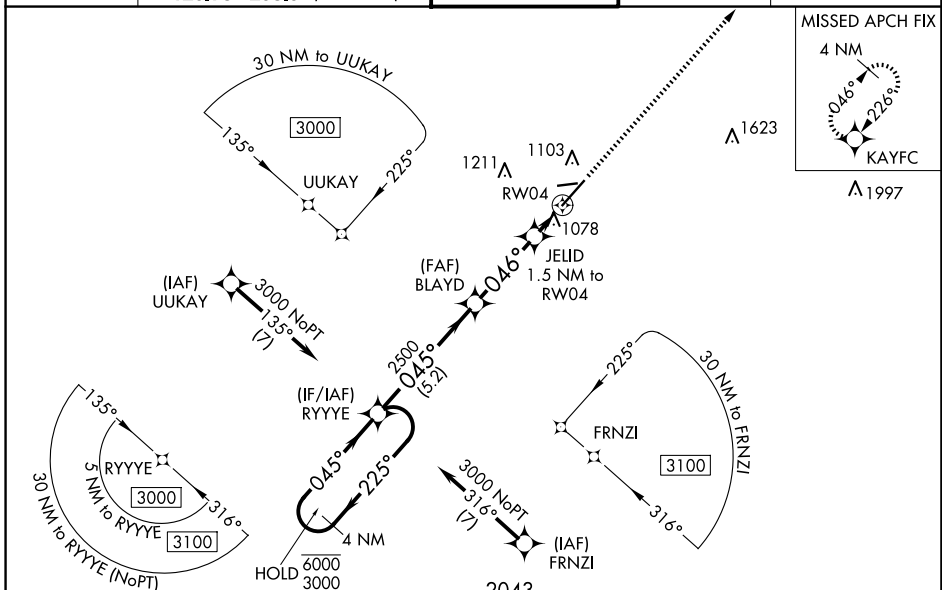 MISSED APCH FIX
4 NM
046°
226°
KAYFC
30 NM to UUKAY
3000
135°
225°
UUKAY
1623
1211
1103
1997
RW04
1078
JELID
1.5 NM to
RW04
046°
(FAF)
BLAYD
(IAF)
UUKAY
3000 NoPT
135°
(7)
2500
045°
(5.2)
(IF/IAF)
RYYYE
045°
225°
4 NM
HOLD
6000
3000
135°
RYYYE
5 NM to RYYYE
3000
316°
3100
30 NM to RYYYE (NoPT)
225°
30 NM to FRNZI
FRNZI
3100
316°
3000 NoPT
316°
(7)
(IAF)
FRNZI